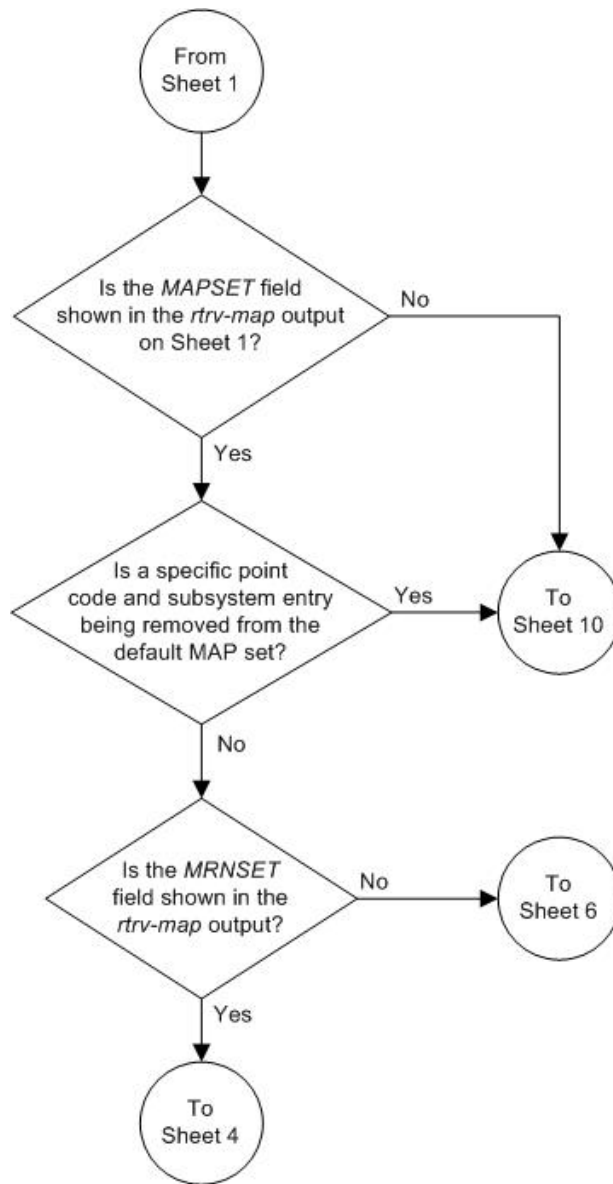 From
Sheet 1
Is the MAPSET field
shown in the rtrv-map output
on Sheet 1?
No
Yes
Is a specific point
code and subsystem entry
being removed from the
default MAP set?
Yes
To
Sheet 10
No
Is the MRNSET
field shown in the
rtrv-map output?
No
To
Sheet 6
Yes
To
Sheet 4